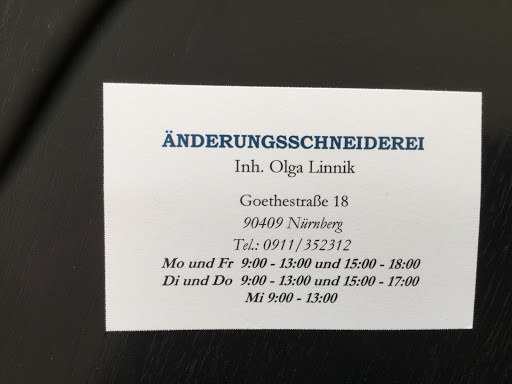 ÄNDERUNGSSCHNEIDEREI
Inh. Olga Linnik
Goethestraße 18
90409 Nürnberg
Tel.: 0911/352312
Mo und Fr 9:00 - 13:00 und 15:00 - 18:00
Di und Do 9:00 - 13:00 und 15:00 - 17:00
Mi 9:00 - 13:00